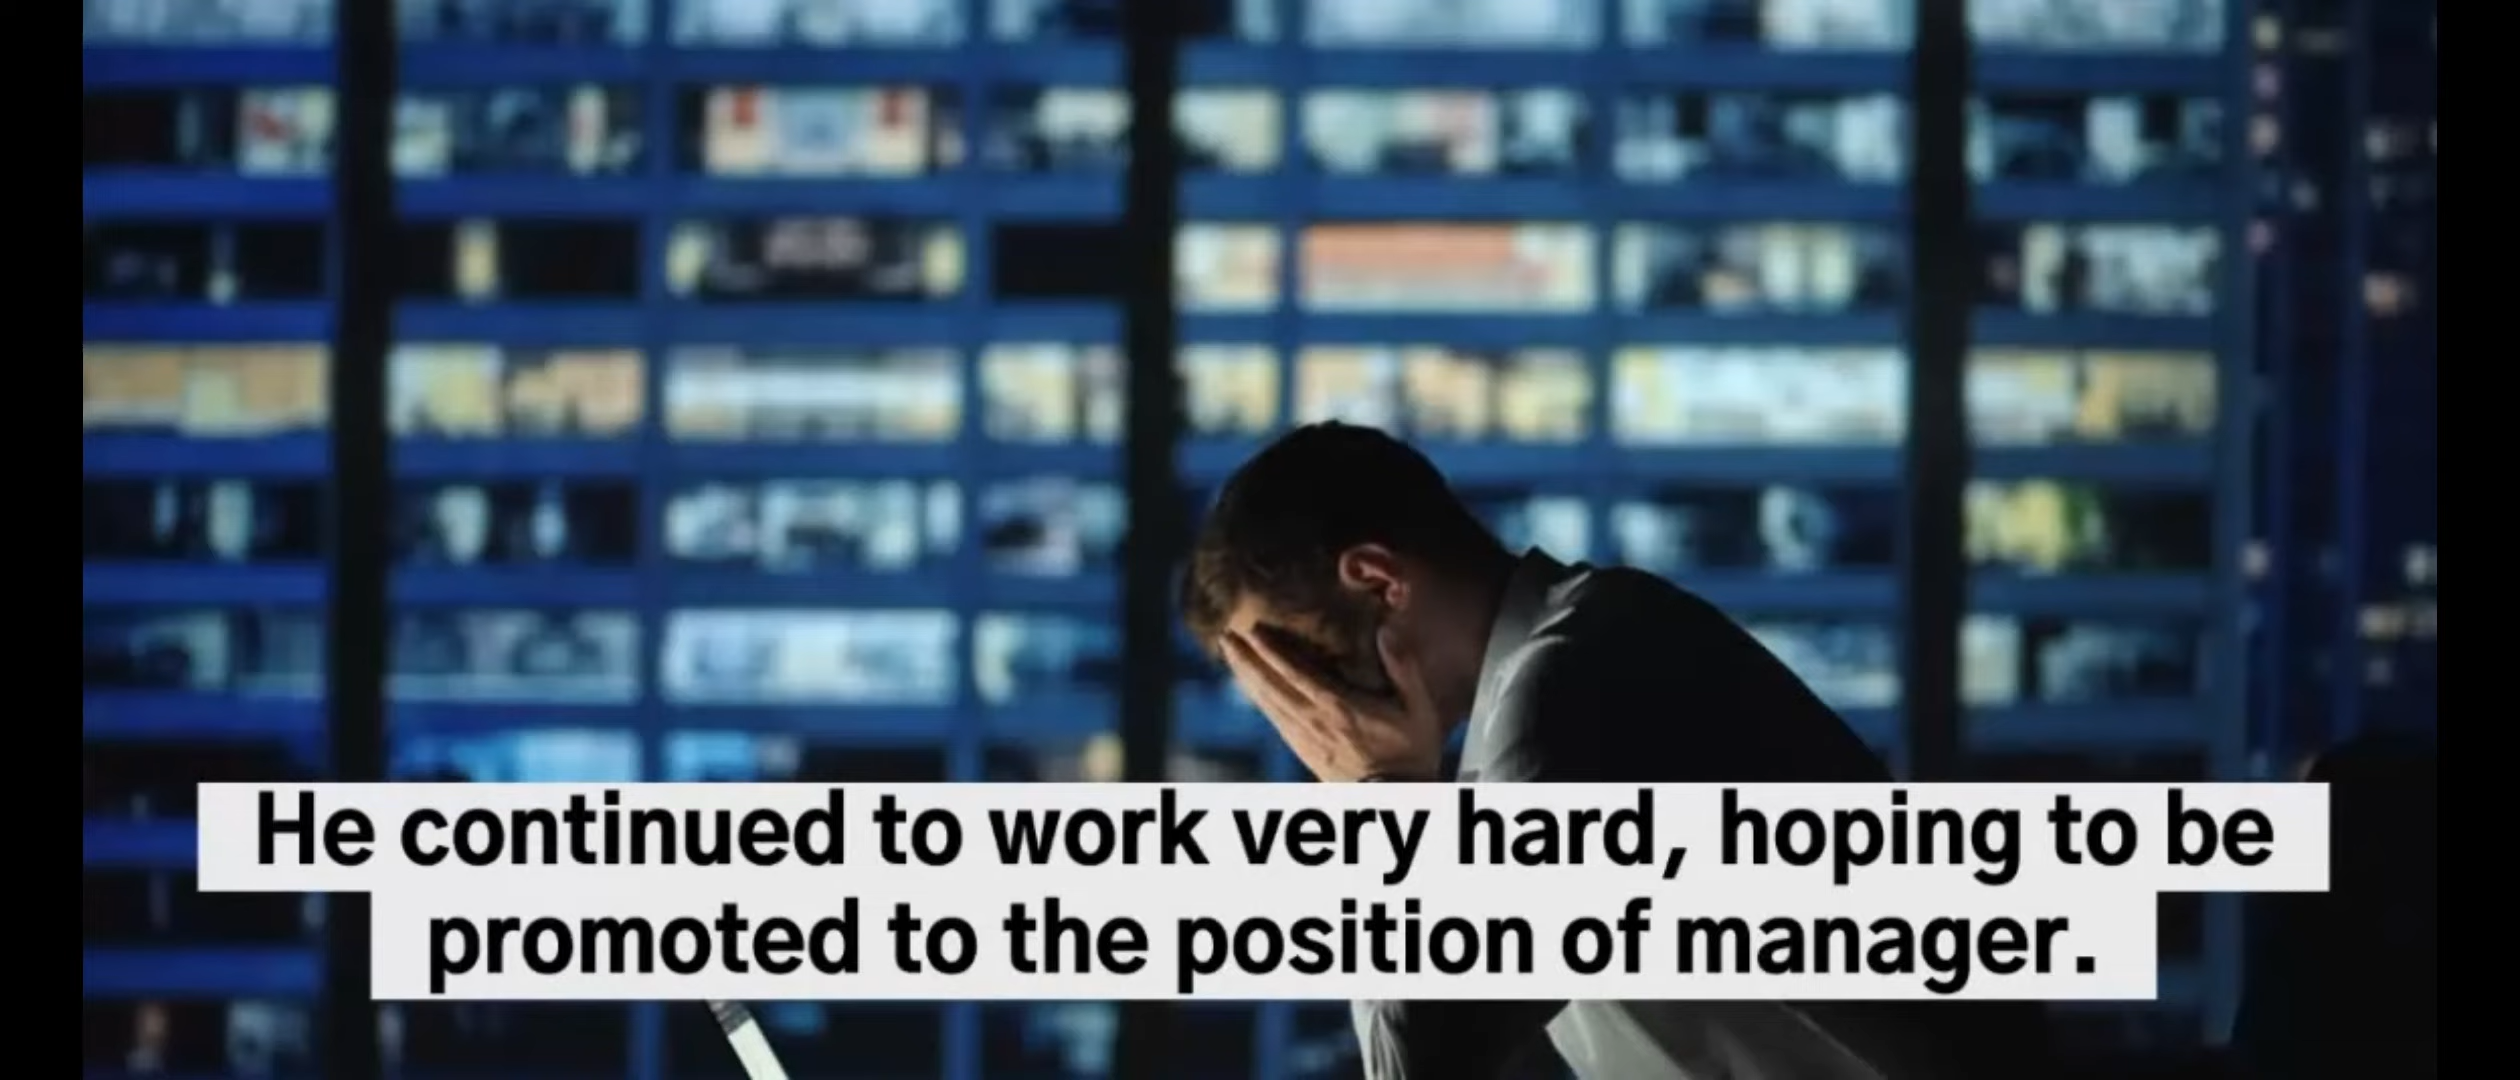 He continued to work very hard, hoping to be
promoted to the position of manager.